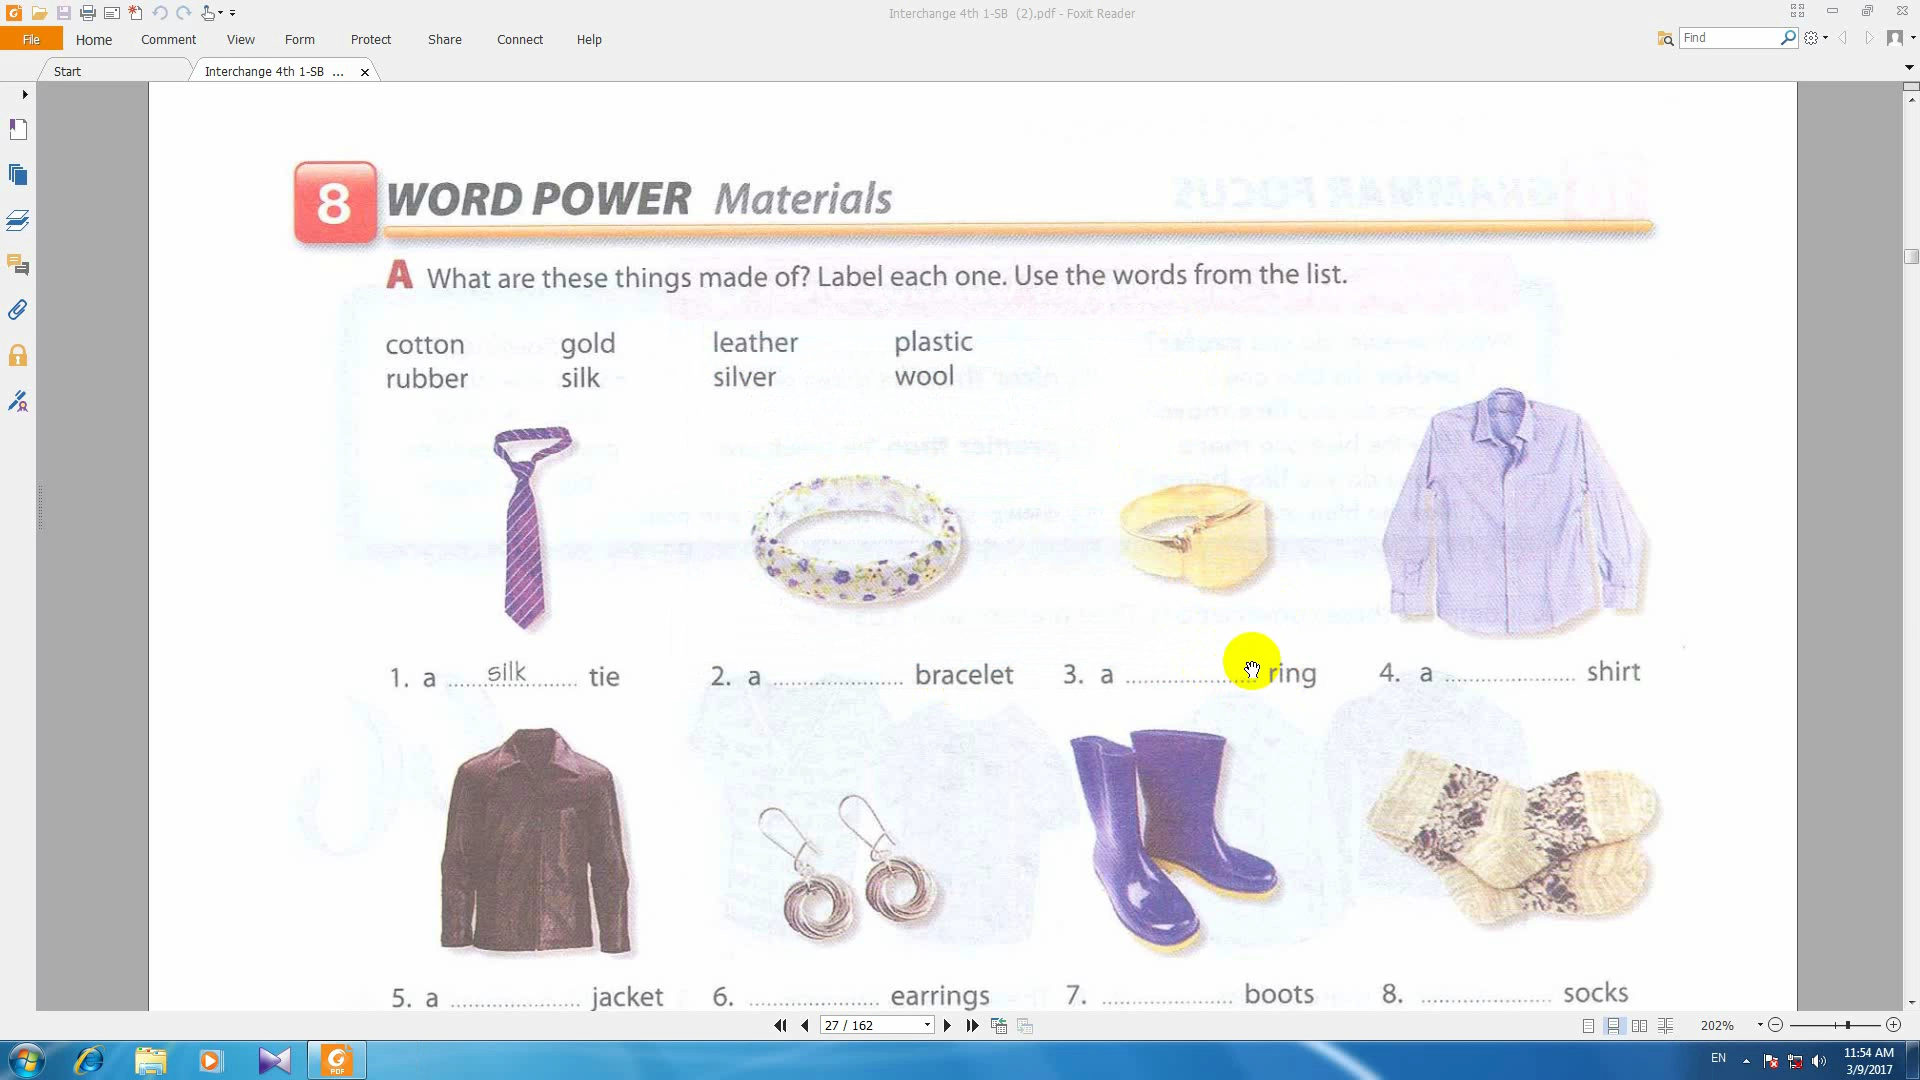 Interchange 4th 1-SB (2).pdf - Foxit Reader
File Home Comment View Form Protect Share Connect Help
Find
Start
Interchange 4th 1-SB ...
8 WORD POWER Materials
GRAMMAR FOCUS
A What are these things made of? Label each one. Use the words from the list.
cotton gold leather plastic
rubber silk silver wool
1. a silk tie
2. a .................... bracelet
3. a .................... ring
4. a .................... shirt
5. a .................... jacket
6. .................... earrings
7. .................... boots
8. .................... socks
27 / 162
202%
EN
11:54 AM
3/9/2017